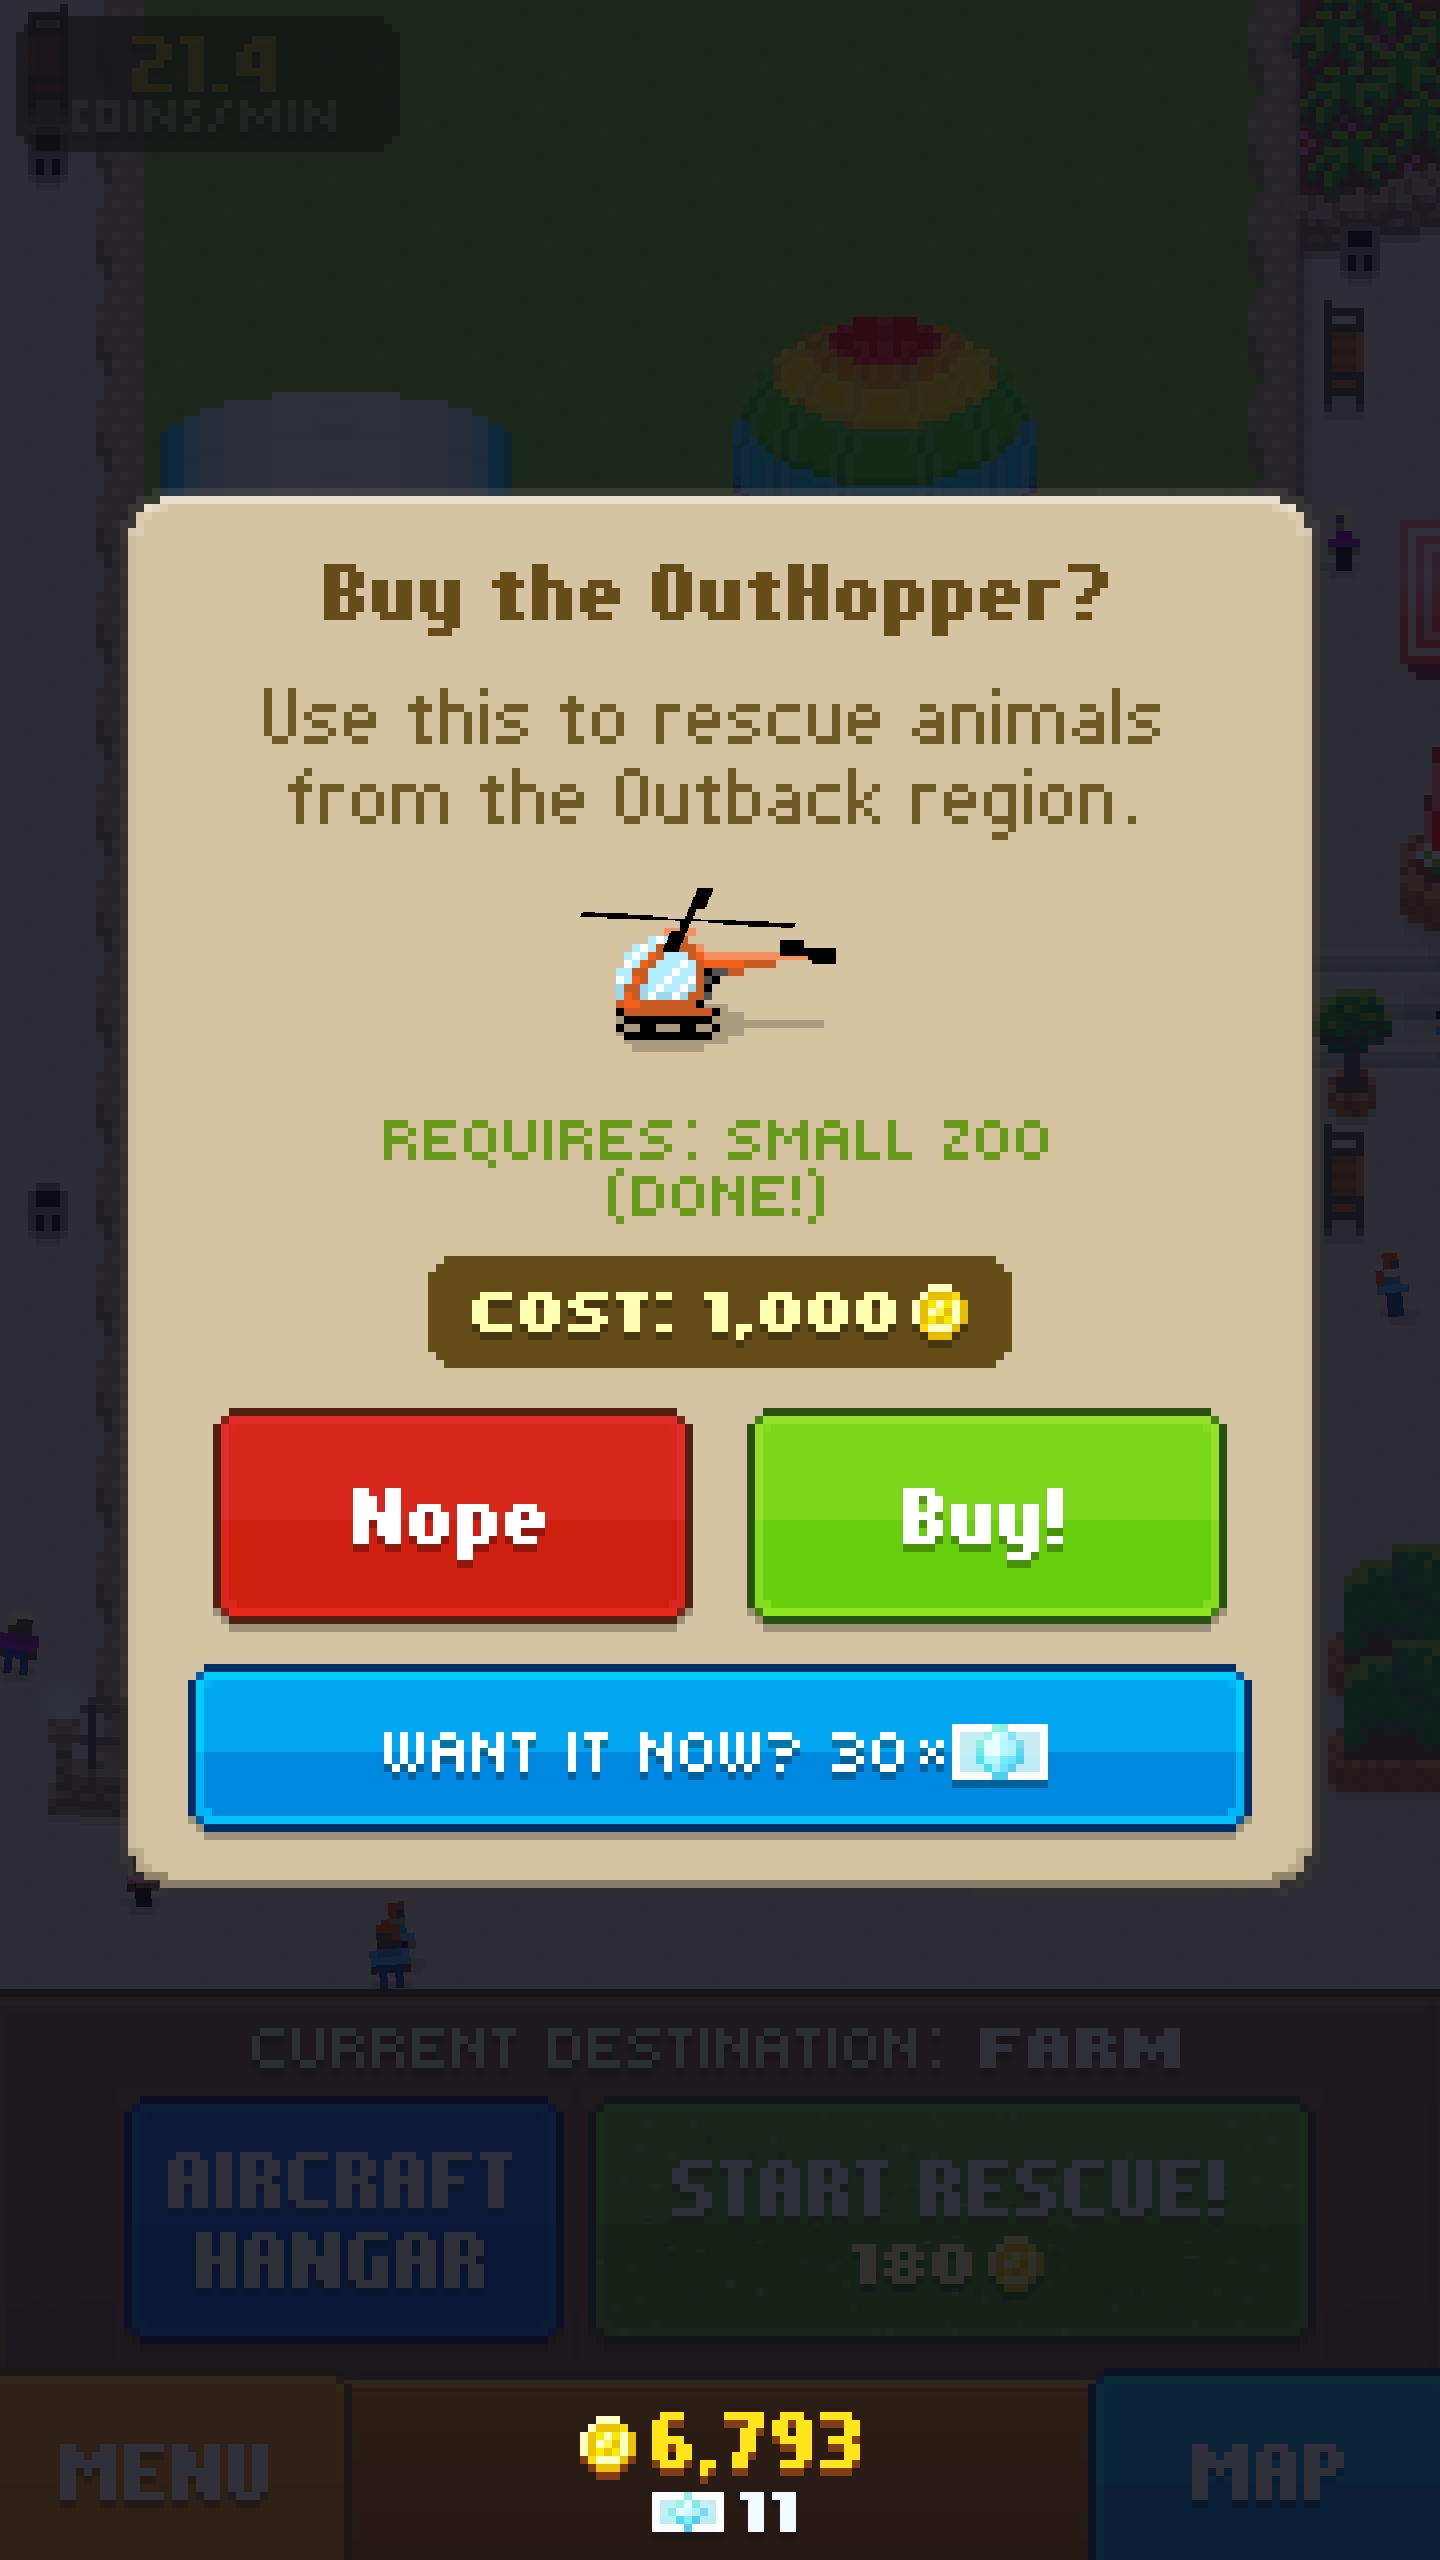 21.4
COINS/MIN
Buy the OutHopper?
Use this to rescue animals
from the Outback region.
REQUIRES: SMALL ZOO
(DONE!)
COST: 1,000
Nope
Buy!
WANT IT NOW? 30×
CURRENT DESTINATION: FARM
AIRCRAFT
HANGAR
START RESCUE!
180
MENU
6,793
11
MAP